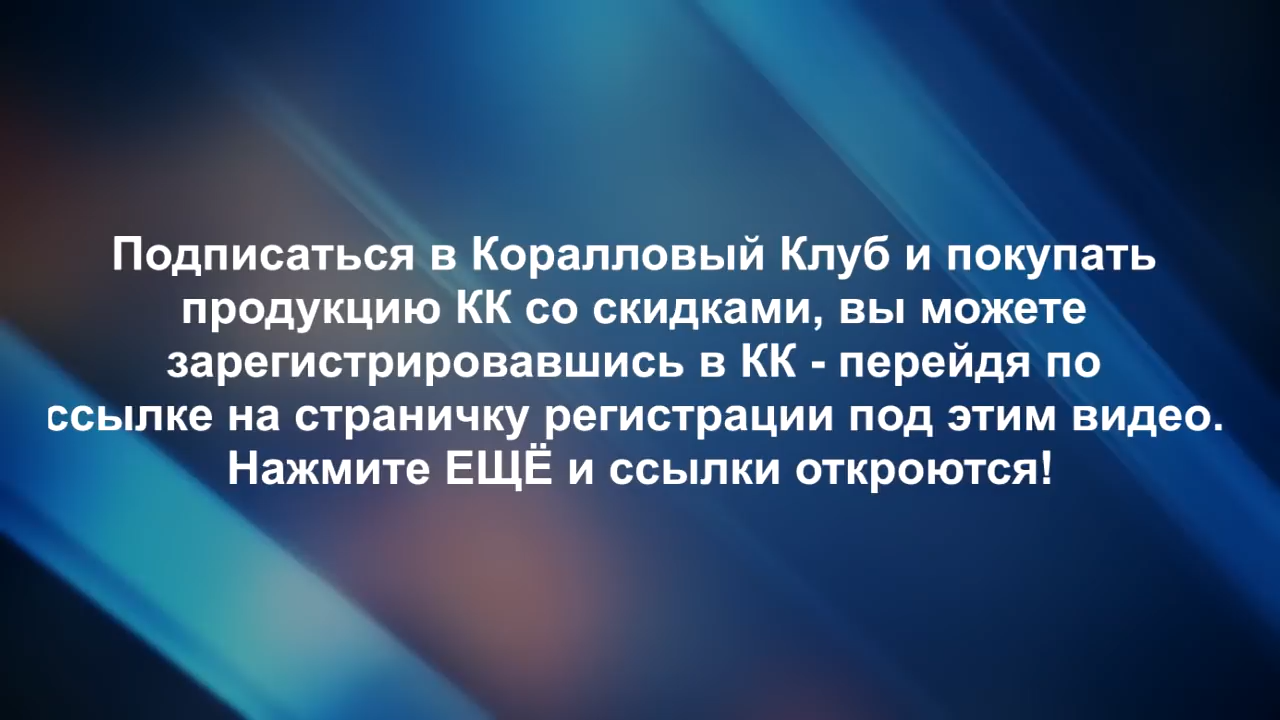 Подписаться в Коралловый Клуб и покупать
продукцию КК со скидками, вы можете
зарегистрировавшись в КК - перейдя по
ссылке на страничку регистрации под этим видео.
Нажмите ЕЩЁ и ссылки откроются!